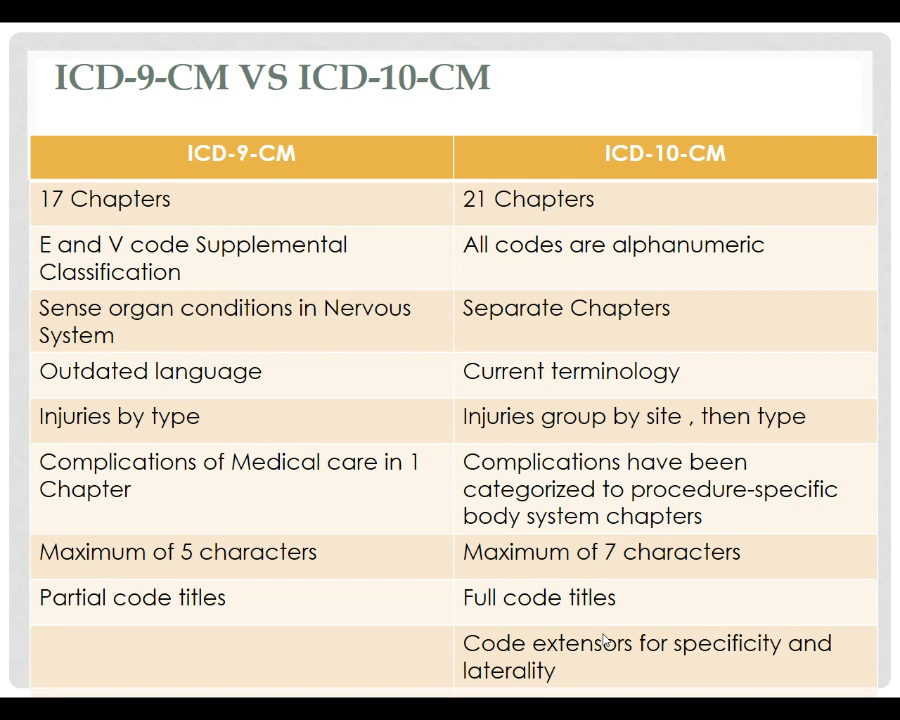 ICD-9-CM VS ICD-10-CM
ICD-9-CM
ICD-10-CM
17 Chapters
21 Chapters
E and V code Supplemental
Classification
All codes are alphanumeric
Sense organ conditions in Nervous
System
Separate Chapters
Outdated language
Current terminology
Injuries by type
Injuries group by site , then type
Complications of Medical care in 1
Chapter
Complications have been
categorized to procedure-specific
body system chapters
Maximum of 5 characters
Maximum of 7 characters
Partial code titles
Full code titles
Code extensors for specificity and
laterality